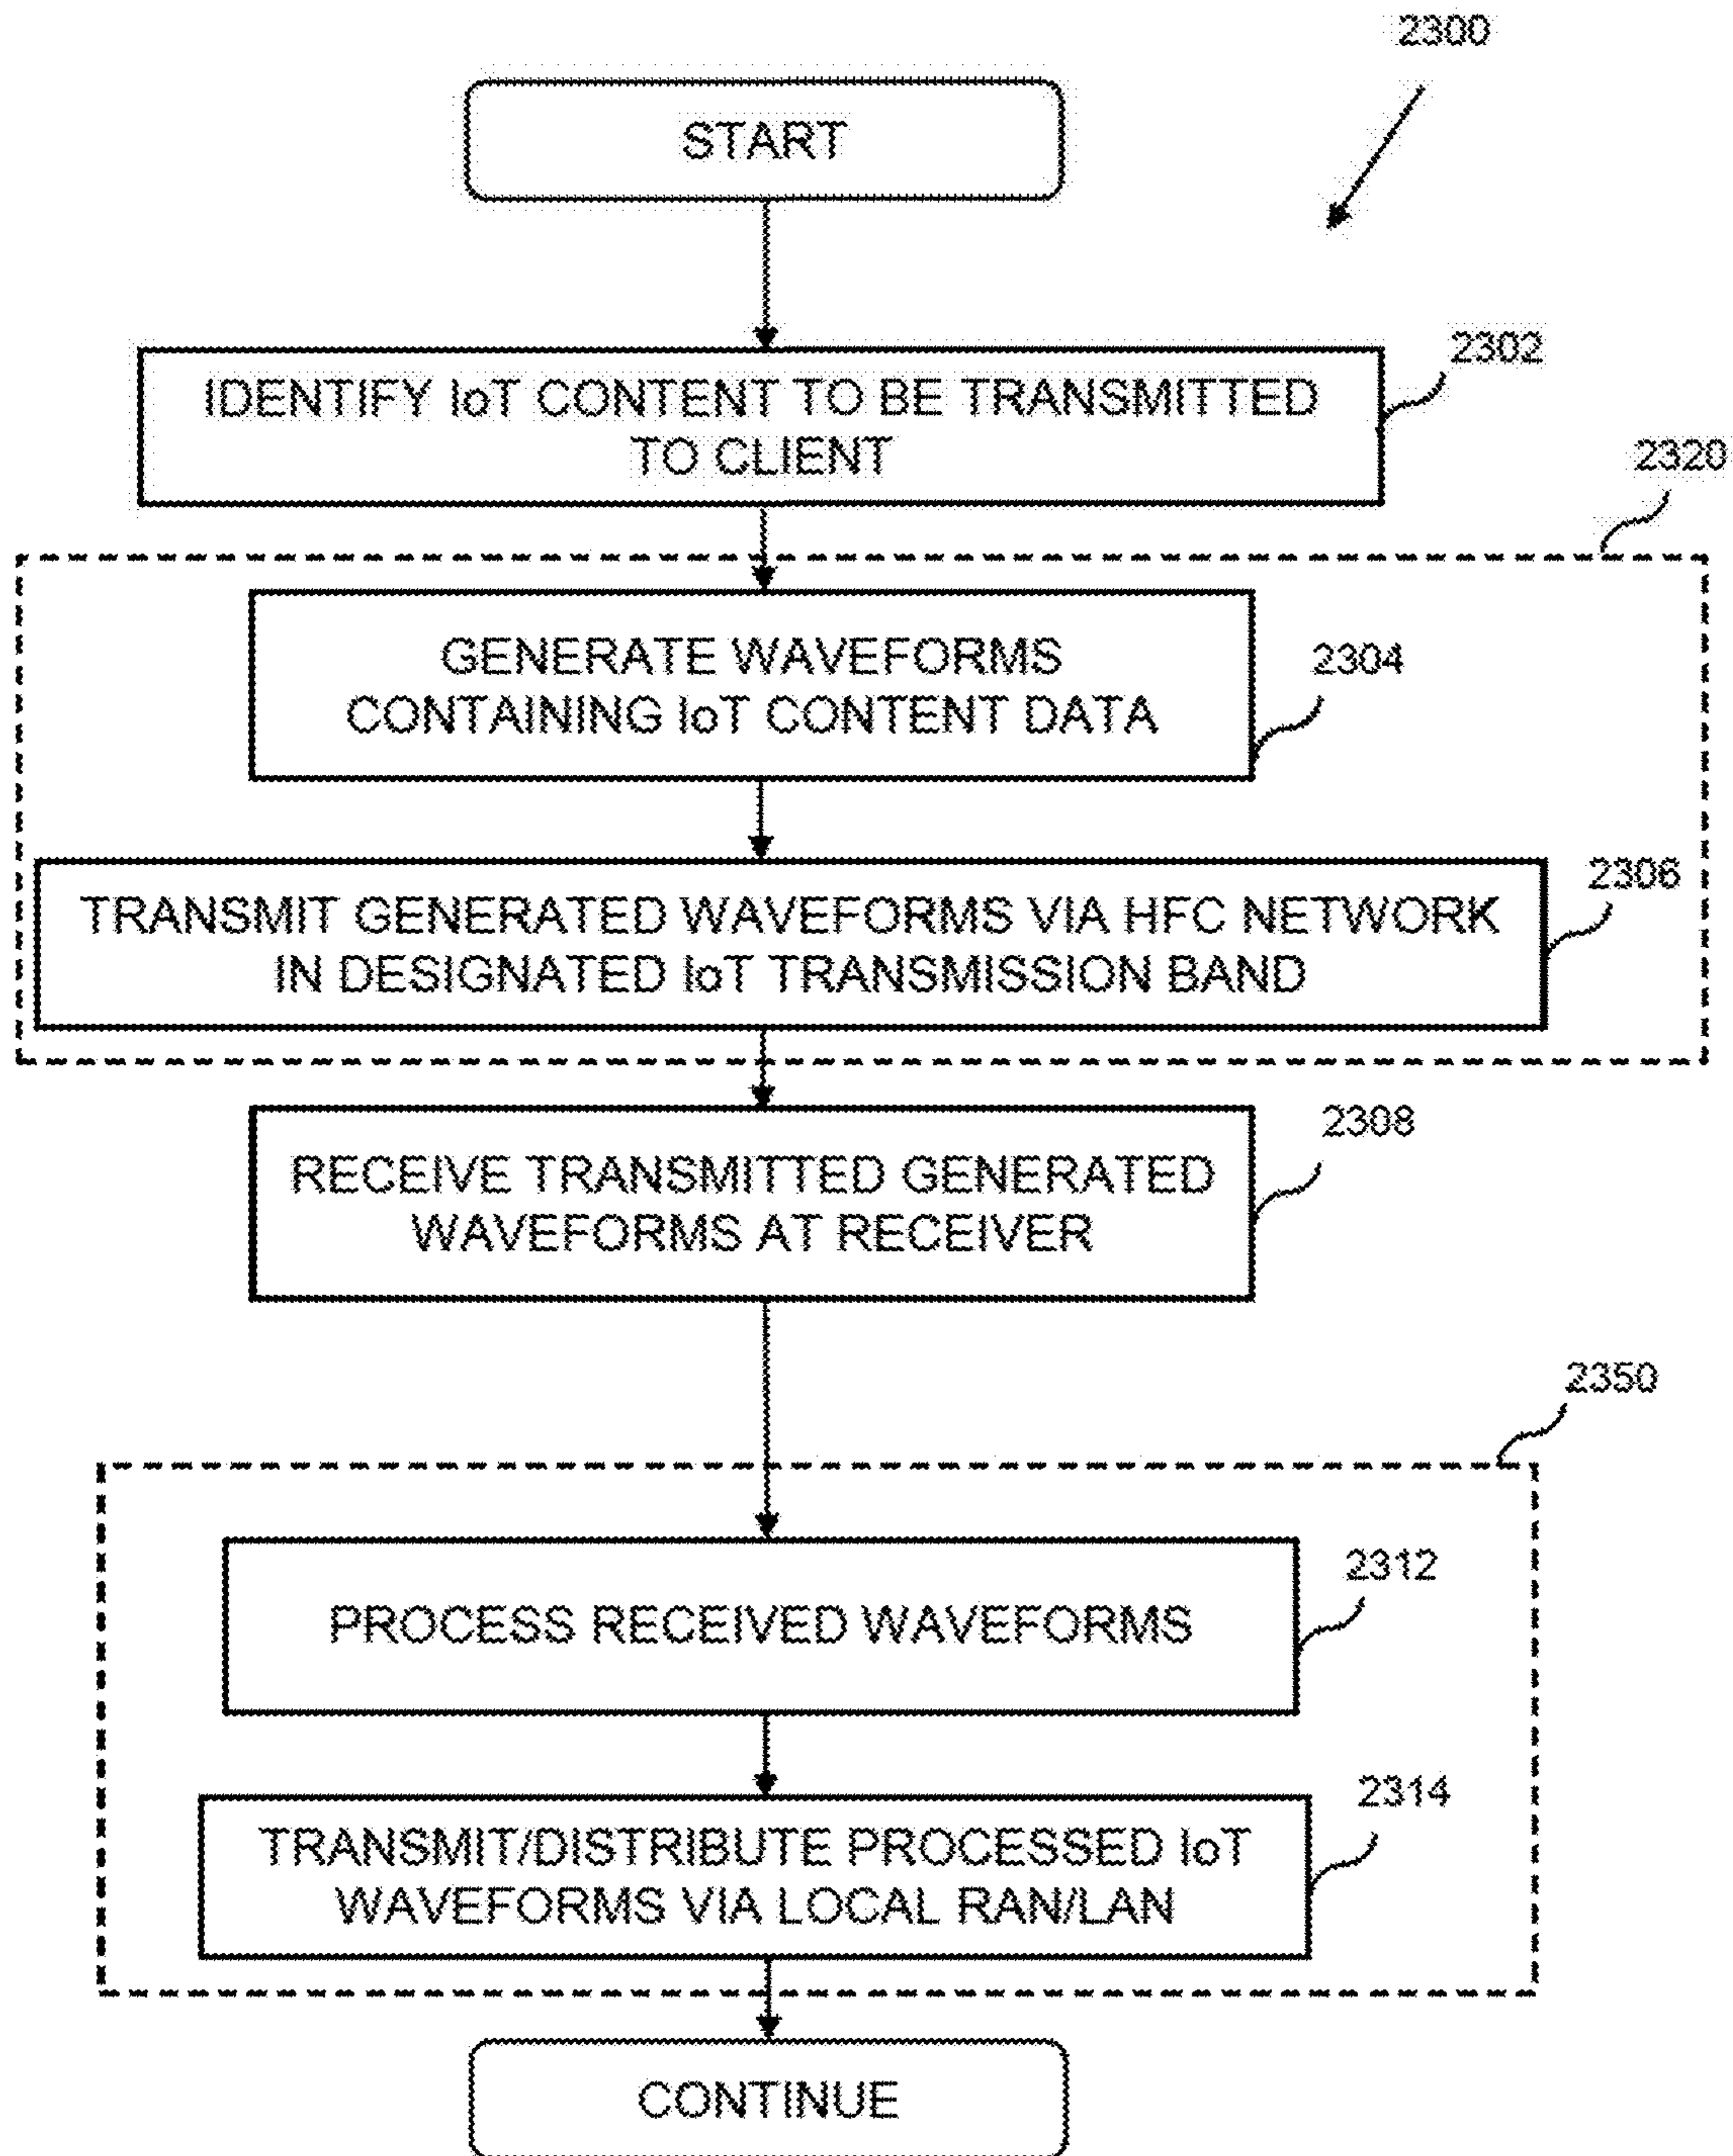 2300
START
2302
IDENTIFY IoT CONTENT TO BE TRANSMITTED
TO CLIENT
2320
GENERATE WAVEFORMS
CONTAINING IoT CONTENT DATA
2304
2306
TRANSMIT GENERATED WAVEFORMS VIA HFC NETWORK
IN DESIGNATED IoT TRANSMISSION BAND
2308
RECEIVE TRANSMITTED GENERATED
WAVEFORMS AT RECEIVER
2350
2312
PROCESS RECEIVED WAVEFORMS
2314
TRANSMIT/DISTRIBUTE PROCESSED IoT
WAVEFORMS VIA LOCAL RAN/LAN
CONTINUE